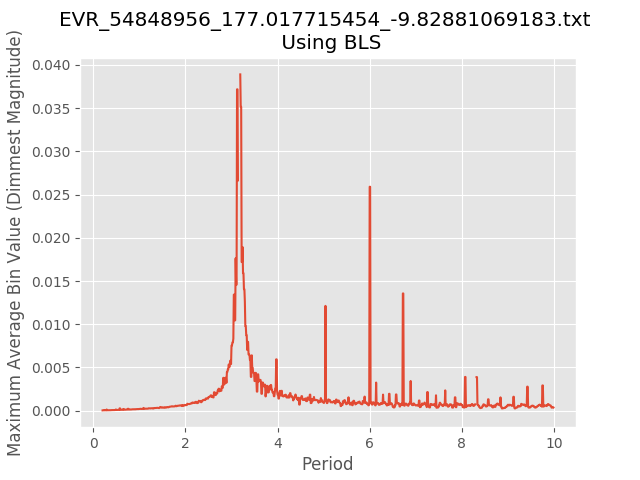 EVR_54848956_177.017715454_-9.82881069183.txt
Using BLS
Maximum Average Bin Value (Dimmest Magnitude)
0.040
0.035
0.030
0.025
0.020
0.015
0.010
0.005
0.000
0 2 4 6 8 10
Period